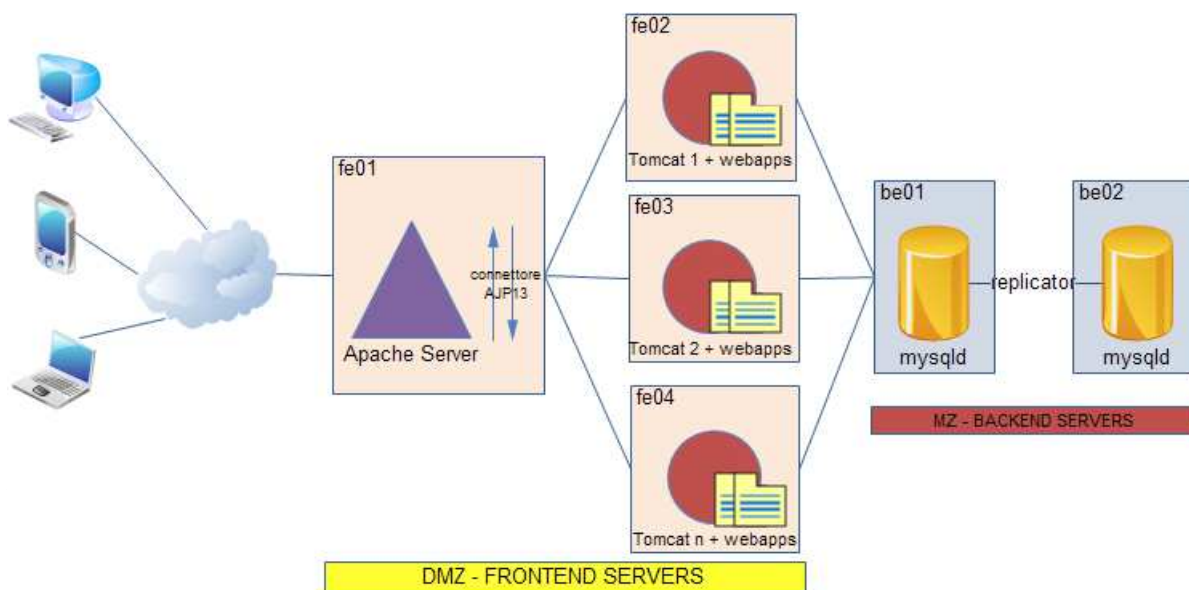 fe01
connettore
AJP13
Apache Server
fe02
Tomcat 1 + webapps
fe03
Tomcat 2 + webapps
fe04
Tomcat n + webapps
DMZ - FRONTEND SERVERS
be01
mysqld
replicator
be02
mysqld
MZ - BACKEND SERVERS